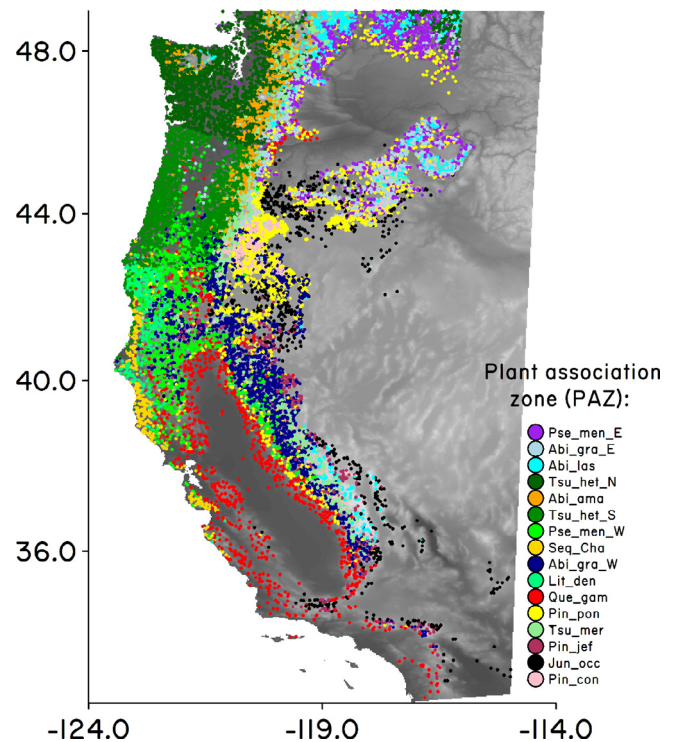 48.0
44.0
40.0
36.0
-124.0
-119.0
-114.0
Plant association
zone (PAZ):
Pse_men_E
Abi_gra_E
Abi_las
Tsu_het_N
Abi_ama
Tsu_het_S
Pse_men_W
Seq_Cha
Abi_gra_W
Lit_den
Que_gam
Pin_pon
Tsu_mer
Pin_jef
Jun_occ
Pin_con